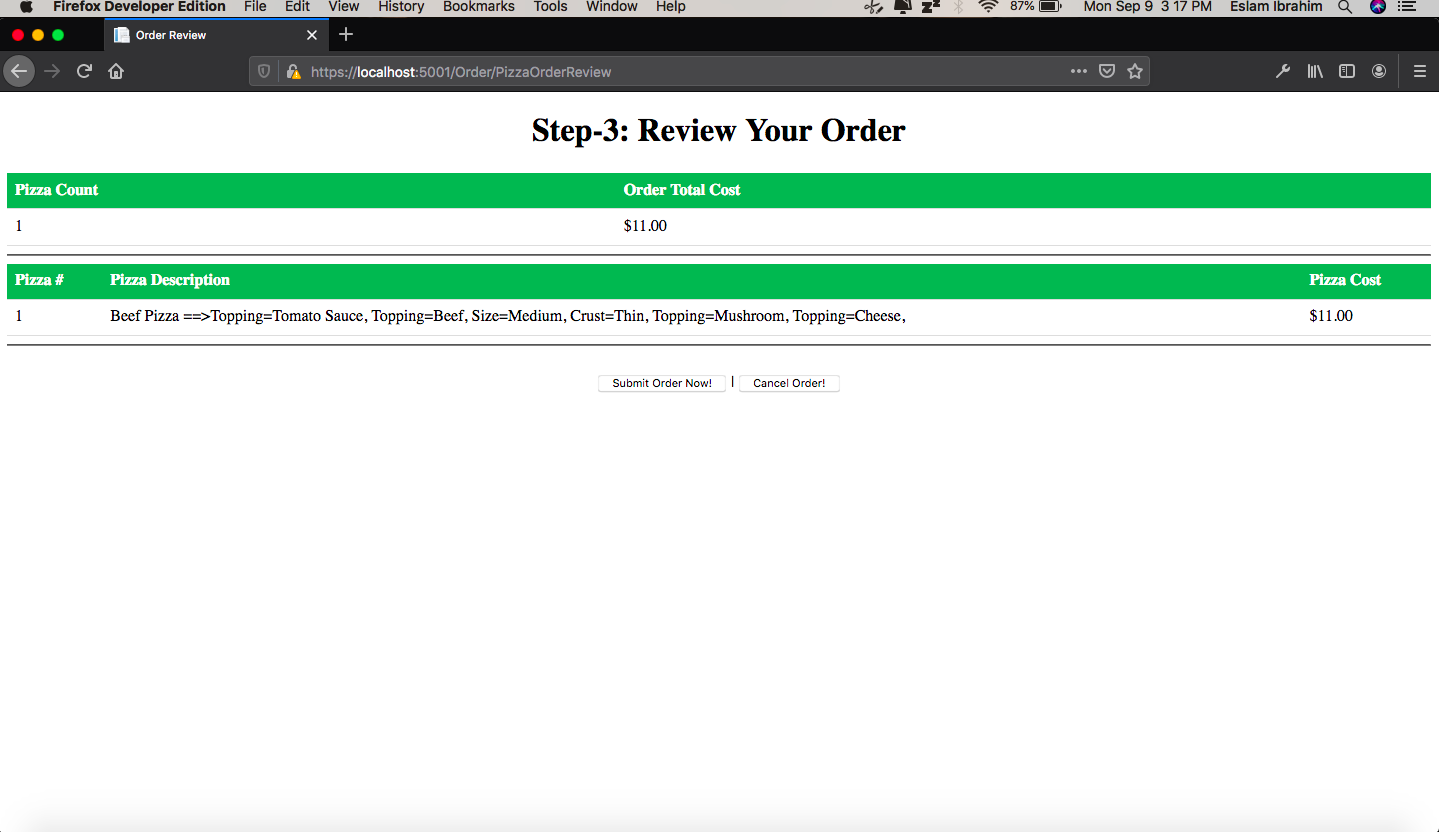 Firefox Developer Edition File Edit View History Bookmarks Tools Window Help 87% Mon Sep 9 3 17 PM Eslam Ibrahim
Order Review
https://localhost:5001/Order/PizzaOrderReview
Step-3: Review Your Order
Pizza Count Order Total Cost
1 $11.00
Pizza # Pizza Description Pizza Cost
1 Beef Pizza ==>Topping=Tomato Sauce, Topping=Beef, Size=Medium, Crust=Thin, Topping=Mushroom, Topping=Cheese, $11.00
Submit Order Now! | Cancel Order!